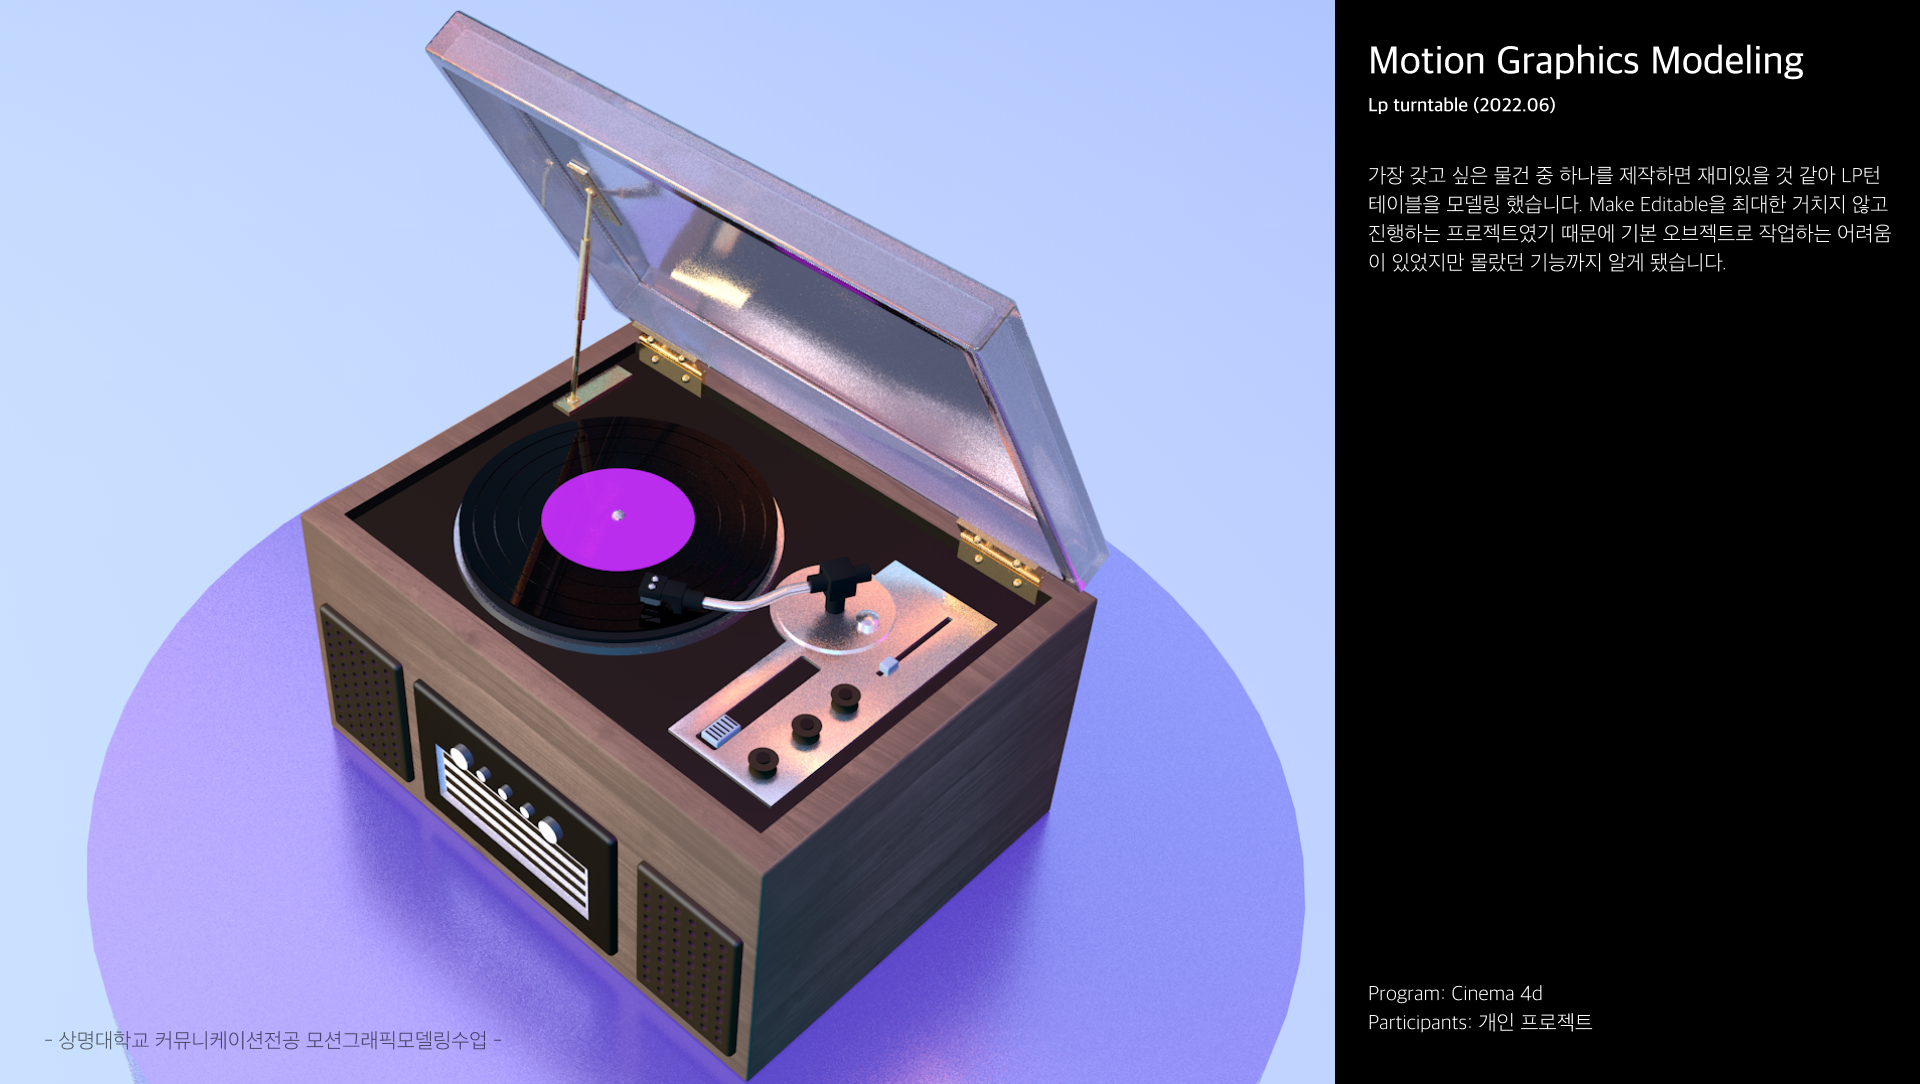 Motion Graphics Modeling
Lp turntable (2022.06)
가장 갖고 싶은 물건 중 하나를 제작하면 재미있을 것 같아 LP턴
테이블을 모델링 했습니다. Make Editable을 최대한 거치지 않고
진행하는 프로젝트였기 때문에 기본 오브젝트로 작업하는 어려움
이 있었지만 몰랐던 기능까지 알게 됐습니다.
Program: Cinema 4d
Participants: 개인 프로젝트
- 상명대학교 커뮤니케이션전공 모션그래픽모델링수업 -